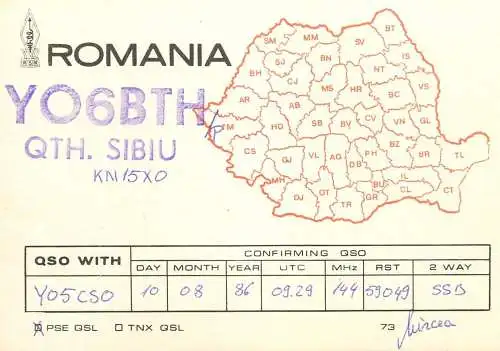 ROMANIA
YO6BTH/p
QTH. SIBIU
KN15XO
SM MM BT
SJ BN SV IS
BH CJ NT
MS HR BC VS
AR AB
TM HD SB BV CV VN GL
CS GJ VL AG PH BZ BR TL
DB
MH BU IL
DJ OT TR GR CL CT
QSO WITH
CONFIRMING QSO
DAY MONTH YEAR UTC MHz RST 2 WAY
YO5CSO 10 08 86 09.29 144 59049 SSB
PSE QSL TNX QSL 73 Mircea